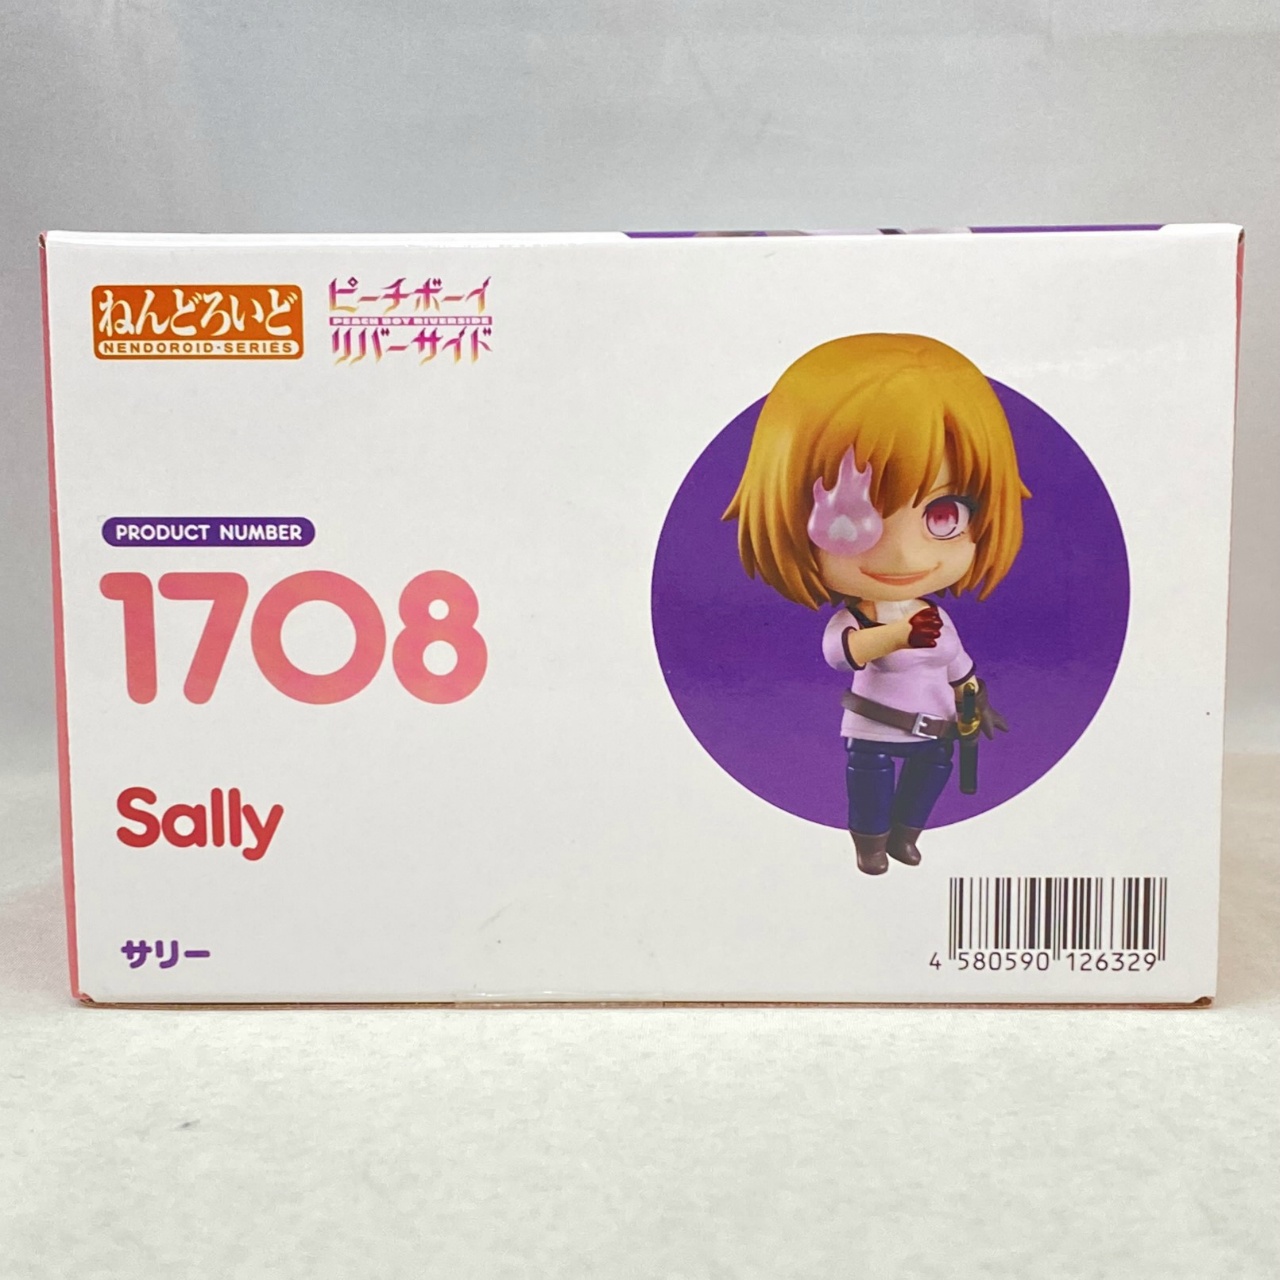 ねんどろいど
NENDOROID·SERIES
ピーチボーイ
PEACH BOY RIVERSIDE
リバーサイド
PRODUCT NUMBER
1708
Sally
サリー
4 580590 126329